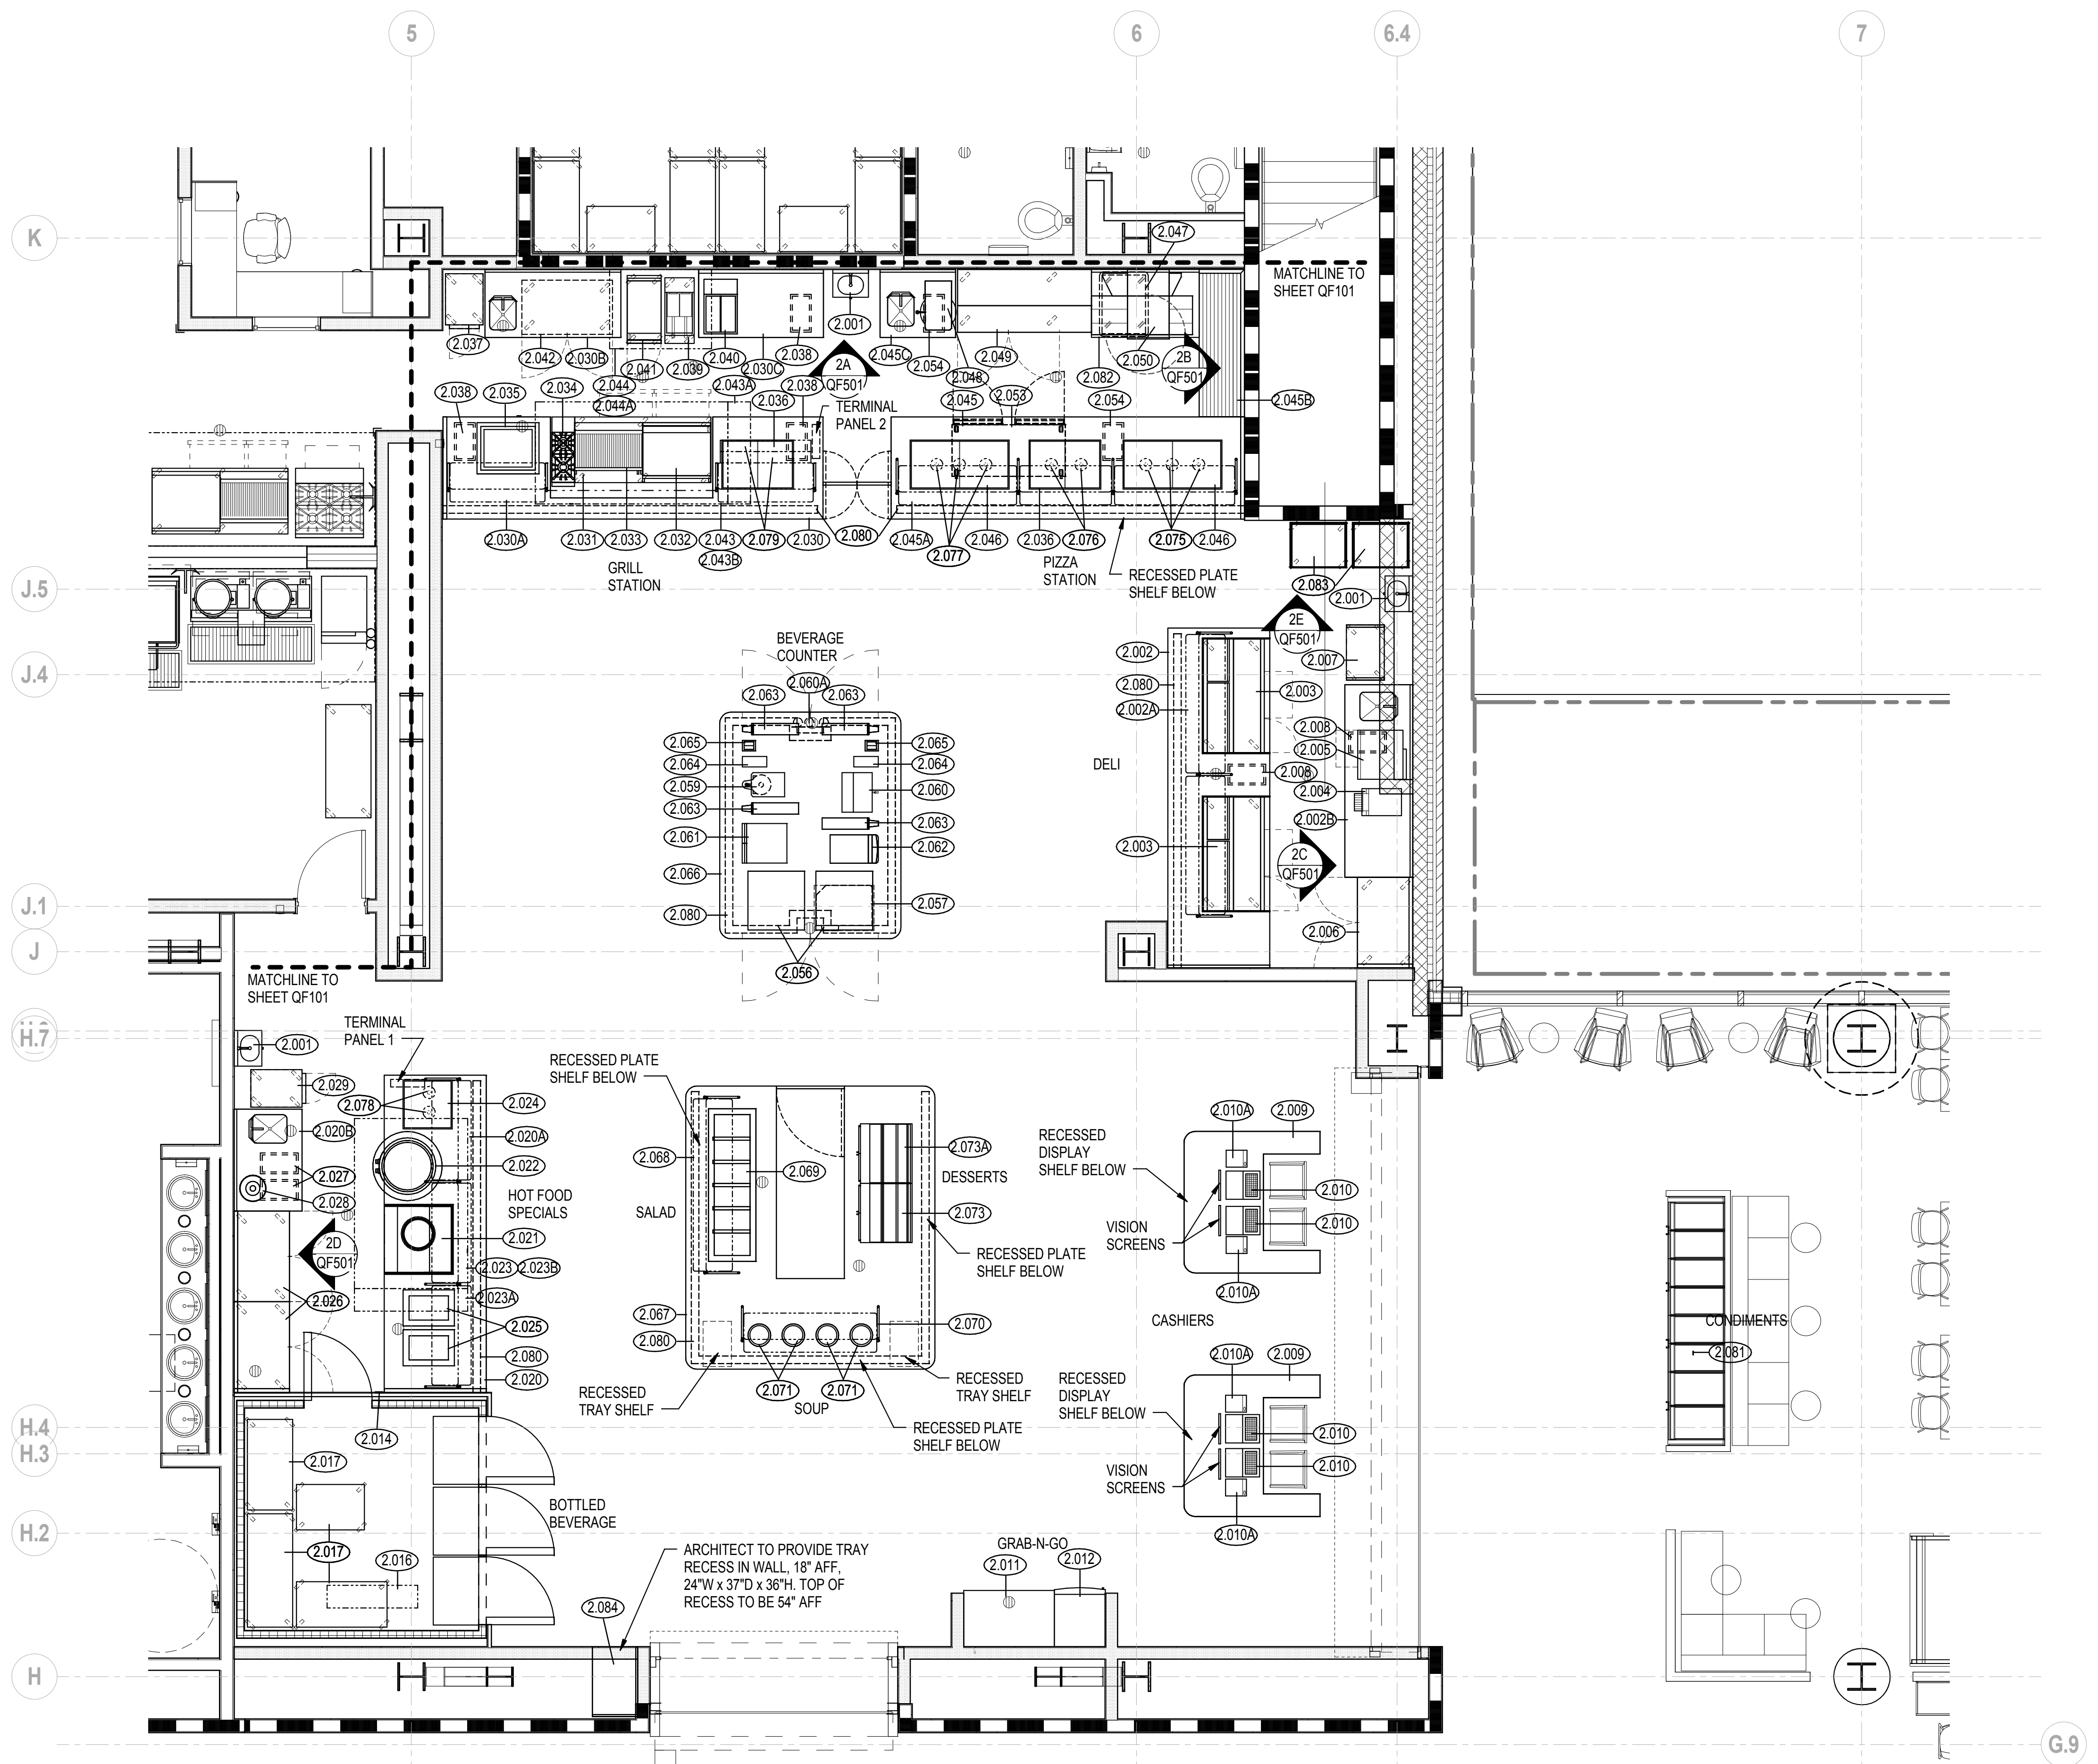 5
6
6.4
7
K
2.047
MATCHLINE TO
SHEET QF101
2.001
2.037
2.042
2.030B
2.041
2.039
2.040
2.030C
2.038
2A
QF501
2.045C
2.054
2.048
2.049
2.082
2.050
2B
QF501
2.044
2.044A
2.043A
2.038
2.035
2.034
2.036
2.038
TERMINAL
PANEL 2
2.045
2.053
2.054
2.045B
2.030A
2.031
2.033
2.032
2.043
2.043B
2.079
2.030
2.080
2.045A
2.077
2.046
2.036
2.076
2.075
2.046
GRILL
STATION
PIZZA
STATION
RECESSED PLATE
SHELF BELOW
J.5
2.083
2.001
2E
QF501
BEVERAGE
COUNTER
2.002
2.007
J.4
2.060A
2.063
2.063
2.080
2.003
2.002A
2.008
2.065
2.065
2.005
2.064
2.064
DELI
2.008
2.059
2.060
2.004
2.063
2.063
2.002B
2.061
2.062
2.003
2C
QF501
2.066
2.057
J.1
2.080
2.006
J
2.056
MATCHLINE TO
SHEET QF101
H.7
TERMINAL
PANEL 1
2.001
RECESSED PLATE
SHELF BELOW
2.029
2.078
2.024
2.010A
2.009
2.020B
2.020A
RECESSED
DISPLAY
SHELF BELOW
2.073A
2.068
2.022
2.069
DESSERTS
2.027
2.010
2.028
HOT FOOD
SPECIALS
SALAD
2.073
2.010
VISION
SCREENS
2D
QF501
2.021
RECESSED PLATE
SHELF BELOW
2.023
2.023B
2.023A
2.010A
2.026
2.067
2.070
CASHIERS
CONDIMENTS
2.025
2.080
2.080
2.081
2.010A
2.009
2.020
RECESSED
TRAY SHELF
2.071
2.071
SOUP
RECESSED
TRAY SHELF
RECESSED
DISPLAY
SHELF BELOW
H.4
2.014
RECESSED PLATE
SHELF BELOW
2.010
H.3
2.017
2.010
VISION
SCREENS
BOTTLED
BEVERAGE
H.2
2.010A
2.017
2.016
ARCHITECT TO PROVIDE TRAY
RECESS IN WALL, 18" AFF,
24"W x 37"D x 36"H. TOP OF
RECESS TO BE 54" AFF
GRAB-N-GO
2.011
2.012
2.084
H
G.9